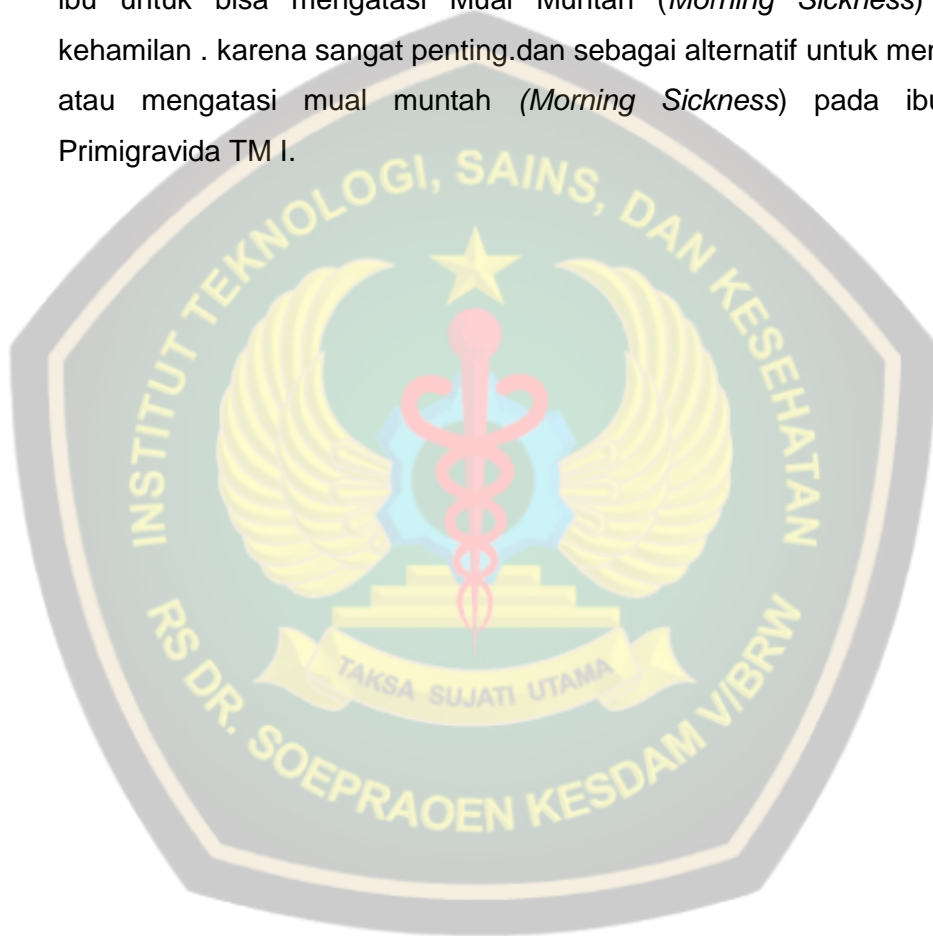 ibu untuk bisa mengatasi Mual Muntah (Morning Sickness)
kehamilan . karena sangat penting.dan sebagai alternatif untuk
atau mengatasi mual muntah (Morning Sickness) pada
Primigravida TM I.
INSTITUT TEKNOLOGI, SAINS, DAN KESEHATAN
TAKSA SUJATI UTAMA
RS DR. SOEPRAOEN KESDAM V/BRW